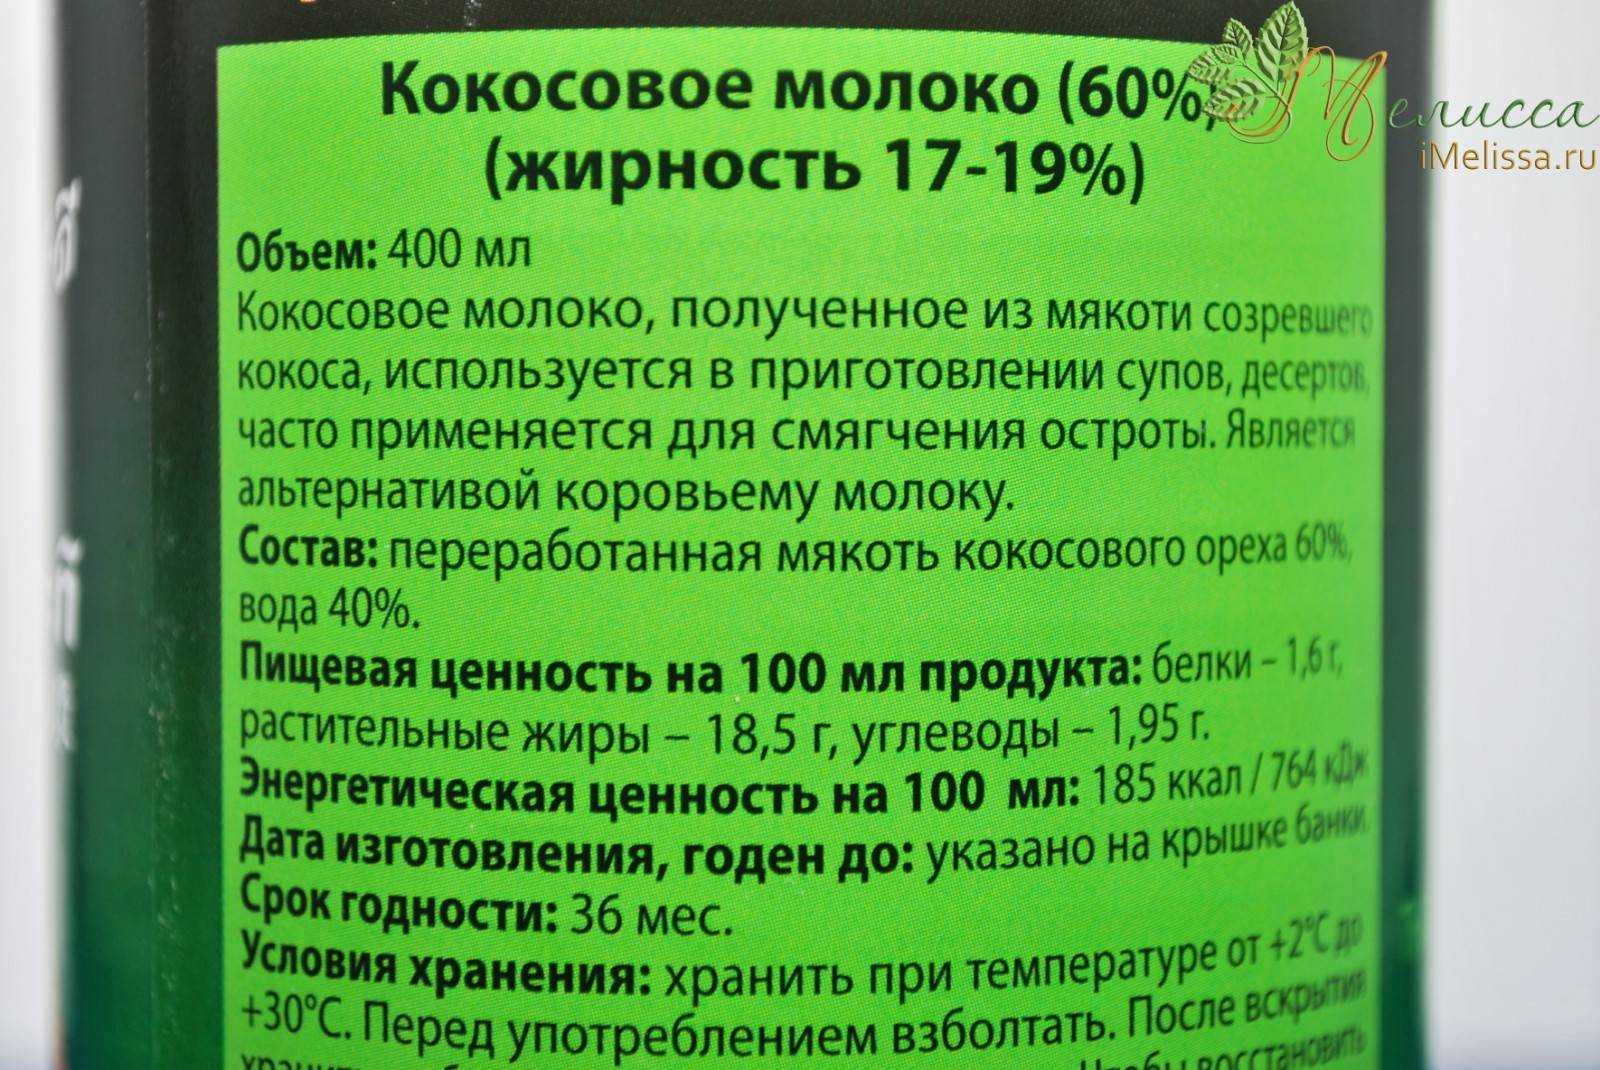 Кокосовое молоко (60%)
(жирность 17-19%)
Мелисса
iMelissa.ru
Объем: 400 мл
Кокосовое молоко, полученное из мякоти созревшего
кокоса, используется в приготовлении супов, десертов,
часто применяется для смягчения остроты. Является
альтернативой коровьему молоку.
Состав: переработанная мякоть кокосового ореха 60%,
вода 40%.
Пищевая ценность на 100 мл продукта: белки – 1,6 г,
растительные жиры – 18,5 г, углеводы – 1,95 г.
Энергетическая ценность на 100 мл: 185 ккал / 764 кДж
Дата изготовления, годен до: указано на крышке банки.
Срок годности: 36 мес.
Условия хранения: хранить при температуре от +2°C до
+30°C. Перед употреблением взболтать. После вскрытия
Чтобы восстановить